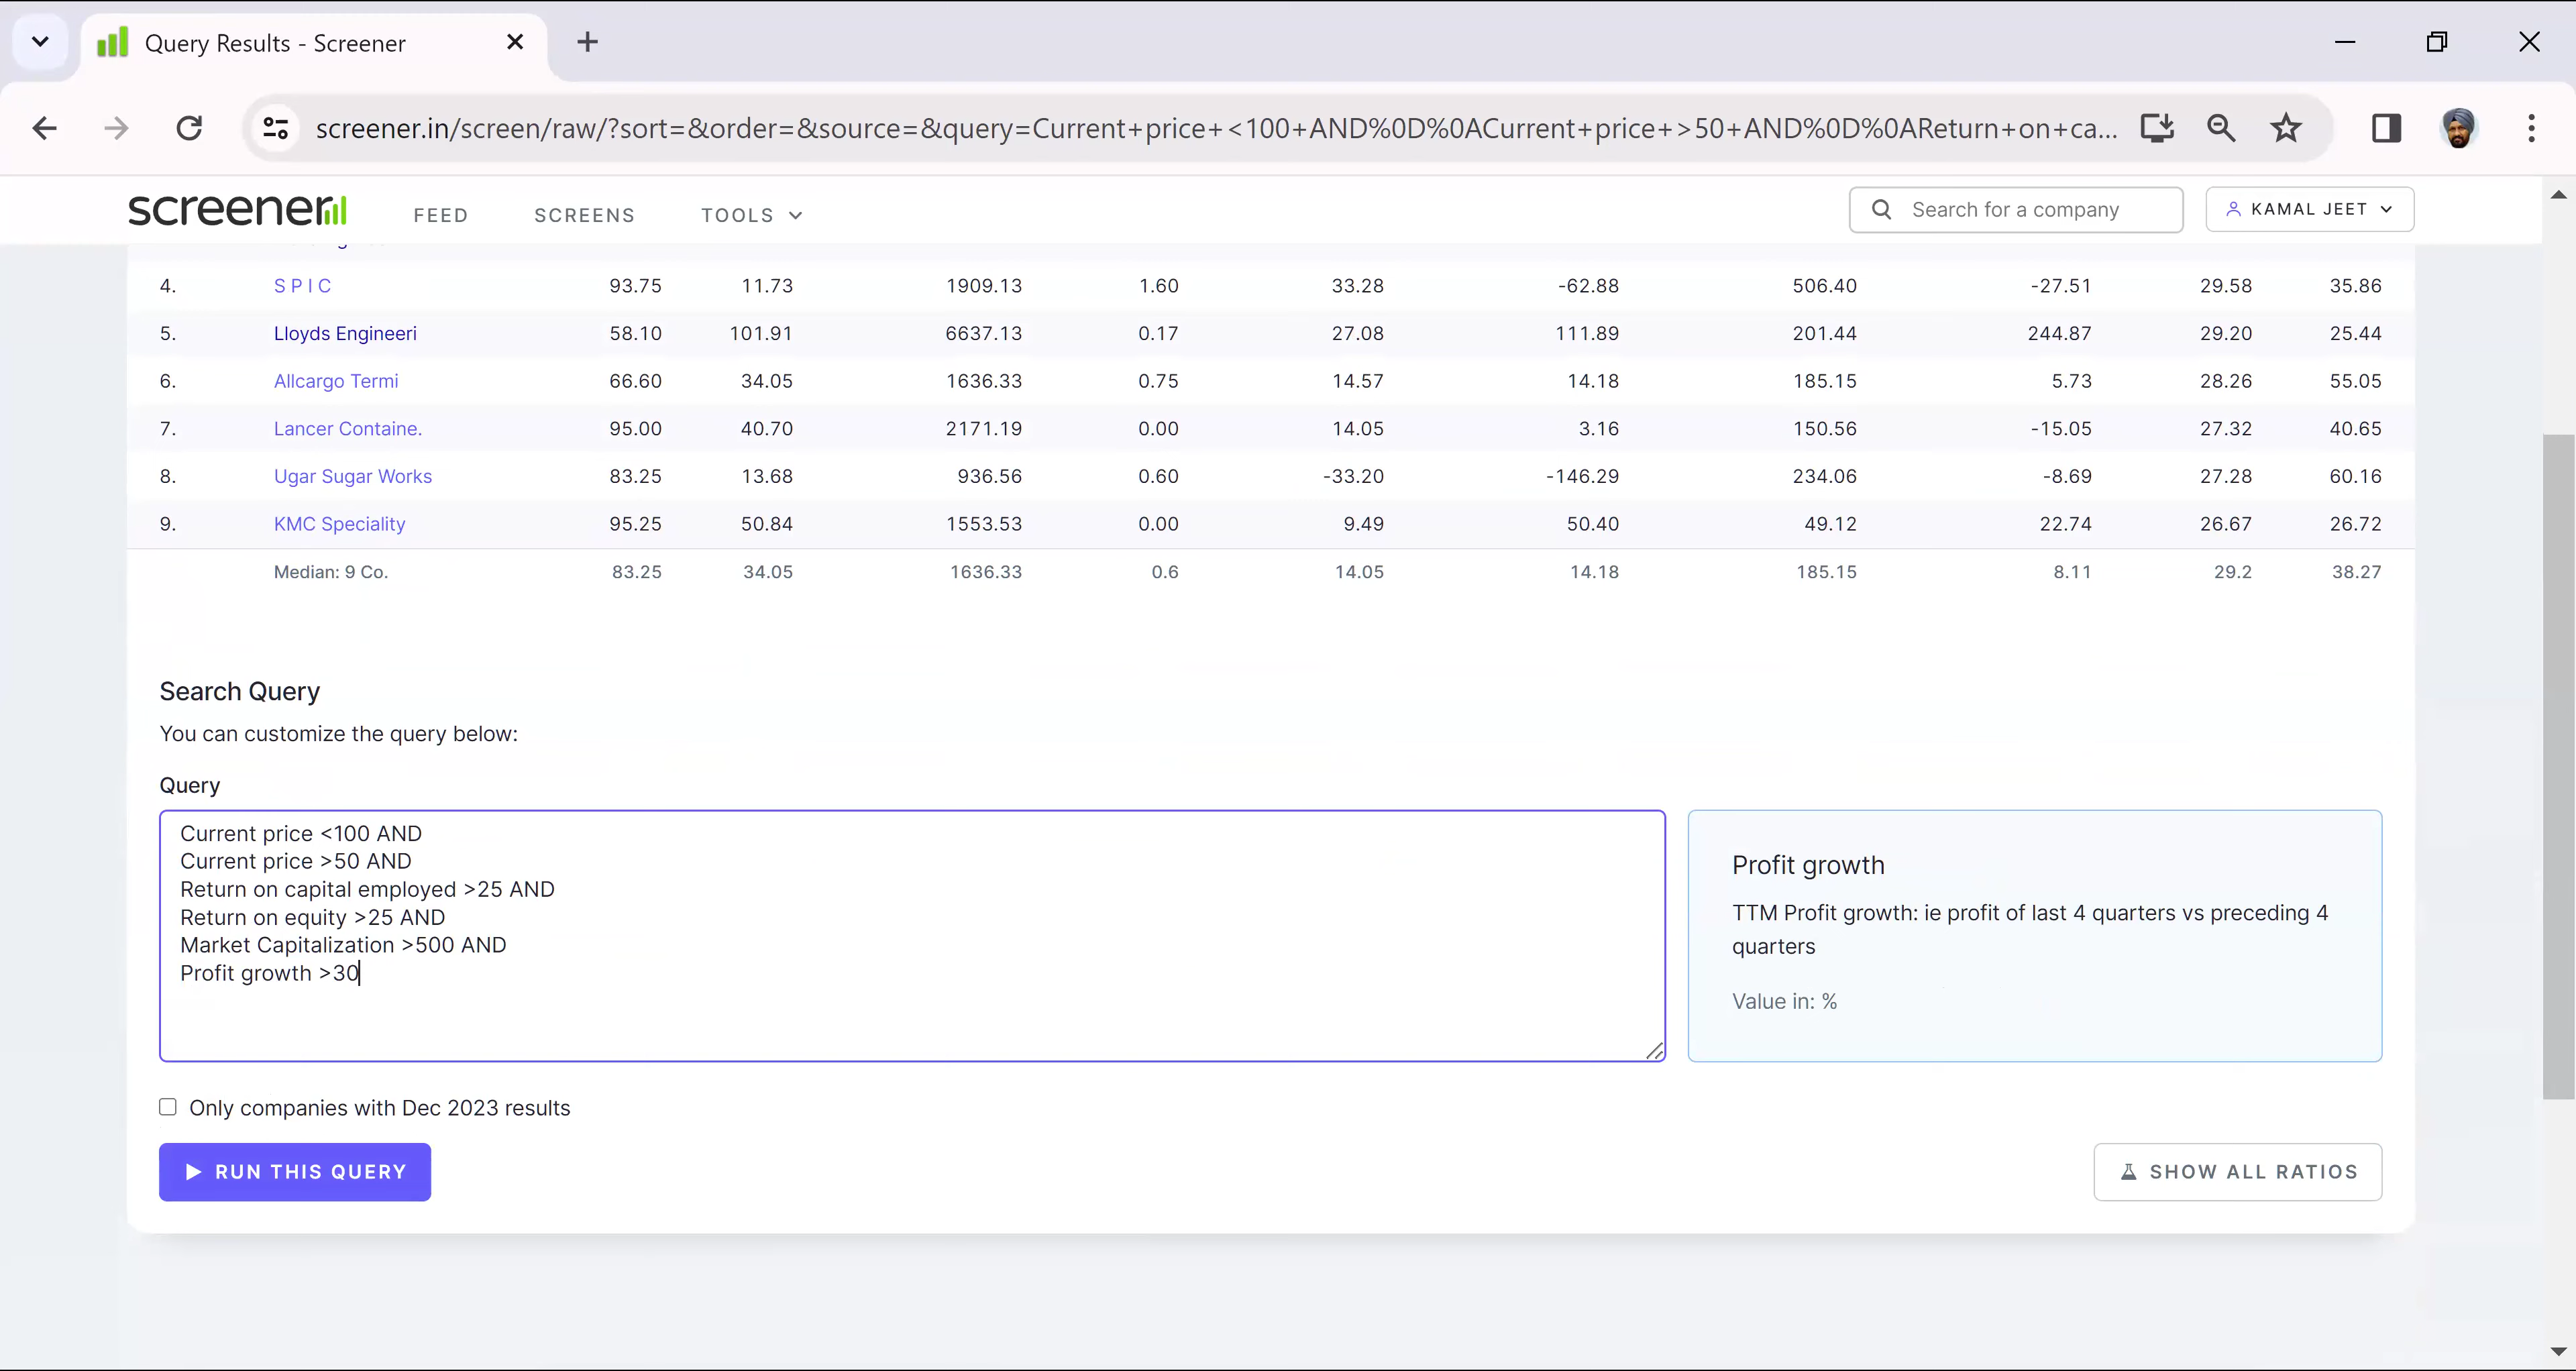 Query Results - Screener
screener.in/screen/raw/?sort=&order=&source=&query=Current+price+<100+AND%0D%0ACurrent+price+>50+AND%0D%0AReturn+on+ca...
screener FEED SCREENS TOOLS Search for a company KAMAL JEET
4. S P I C 93.75 11.73 1909.13 1.60 33.28 -62.88 506.40 -27.51 29.58 35.86
5. Lloyds Engineeri 58.10 101.91 6637.13 0.17 27.08 111.89 201.44 244.87 29.20 25.44
6. Allcargo Termi 66.60 34.05 1636.33 0.75 14.57 14.18 185.15 5.73 28.26 55.05
7. Lancer Containe. 95.00 40.70 2171.19 0.00 14.05 3.16 150.56 -15.05 27.32 40.65
8. Ugar Sugar Works 83.25 13.68 936.56 0.60 -33.20 -146.29 234.06 -8.69 27.28 60.16
9. KMC Speciality 95.25 50.84 1553.53 0.00 9.49 50.40 49.12 22.74 26.67 26.72
Median: 9 Co. 83.25 34.05 1636.33 0.6 14.05 14.18 185.15 8.11 29.2 38.27
Search Query
You can customize the query below:
Query
Current price <100 AND
Current price >50 AND
Return on capital employed >25 AND
Return on equity >25 AND
Market Capitalization >500 AND
Profit growth >30
Profit growth
TTM Profit growth: ie profit of last 4 quarters vs preceding 4
quarters
Value in: %
Only companies with Dec 2023 results
RUN THIS QUERY
SHOW ALL RATIOS